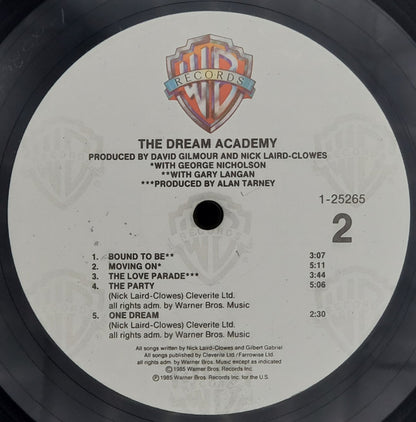 WB
RECORDS
THE DREAM ACADEMY
PRODUCED BY DAVID GILMOUR AND NICK LAIRD-CLOWES
*WITH GEORGE NICHOLSON
**WITH GARY LANGAN
***PRODUCED BY ALAN TARNEY
1-25265
2
1. BOUND TO BE** 3:07
2. MOVING ON* 5:11
3. THE LOVE PARADE*** 3:44
4. THE PARTY 5:06
(Nick Laird-Clowes) Cleverite Ltd.
all rights adm. by Warner Bros. Music
5. ONE DREAM 2:30
(Nick Laird-Clowes) Cleverite Ltd.
all rights adm. by Warner Bros. Music
All songs written by Nick Laird-Clowes and Gilbert Gabriel
All songs published by Cleverite Ltd./Farrowise Ltd.
All rights adm. by Warner Bros. Music except as indicated
©1985 Warner Bros. Records Inc.
℗1985 Warner Bros. Records Inc. for the U.S.